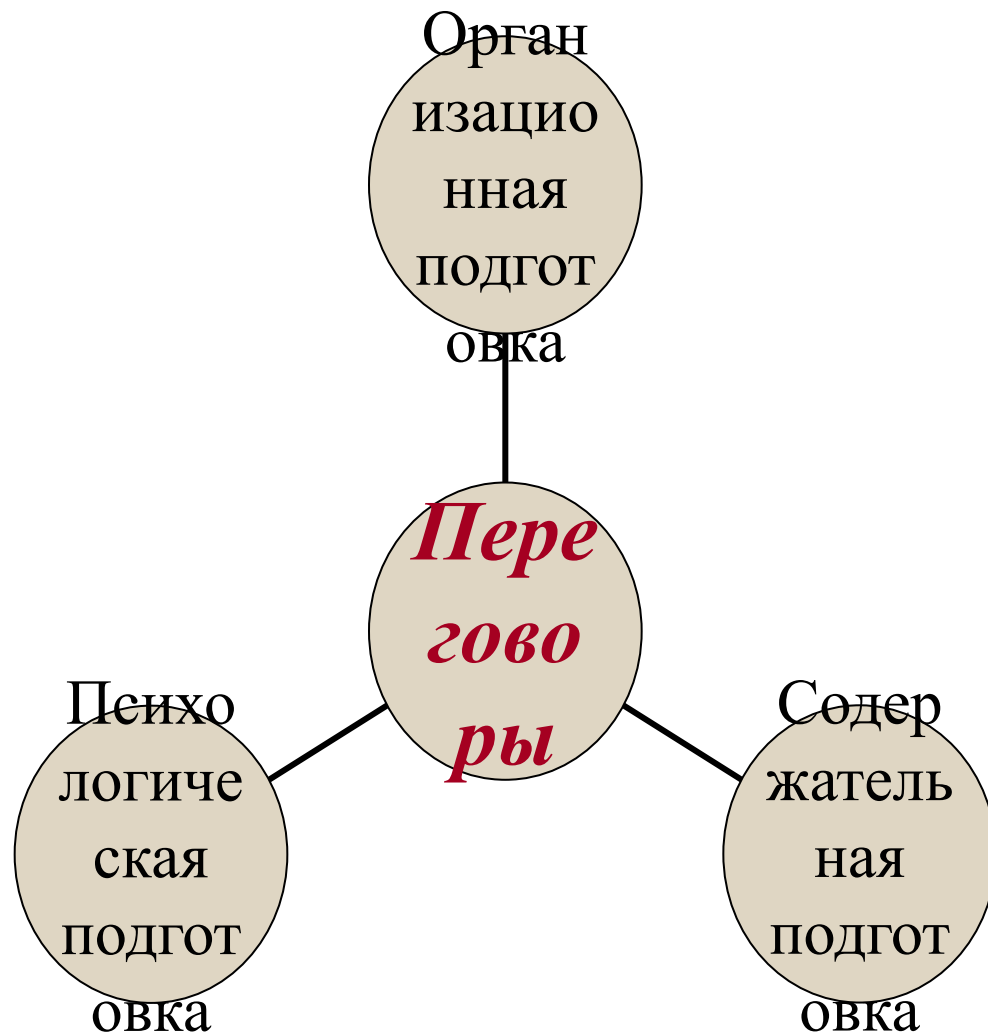 Орган
изацио
нная
подгот
овка
Пере
гово
ры
Психо
логиче
ская
подгот
овка
Содер
жатель
ная
подгот
овка